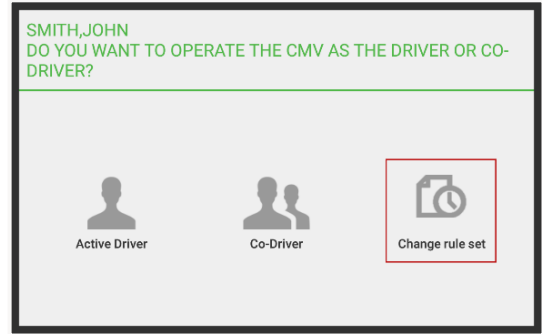 SMITH,JOHN
DO YOU WANT TO OPERATE THE CMV AS THE DRIVER OR CO-
DRIVER?
Active Driver
Co-Driver
Change rule set